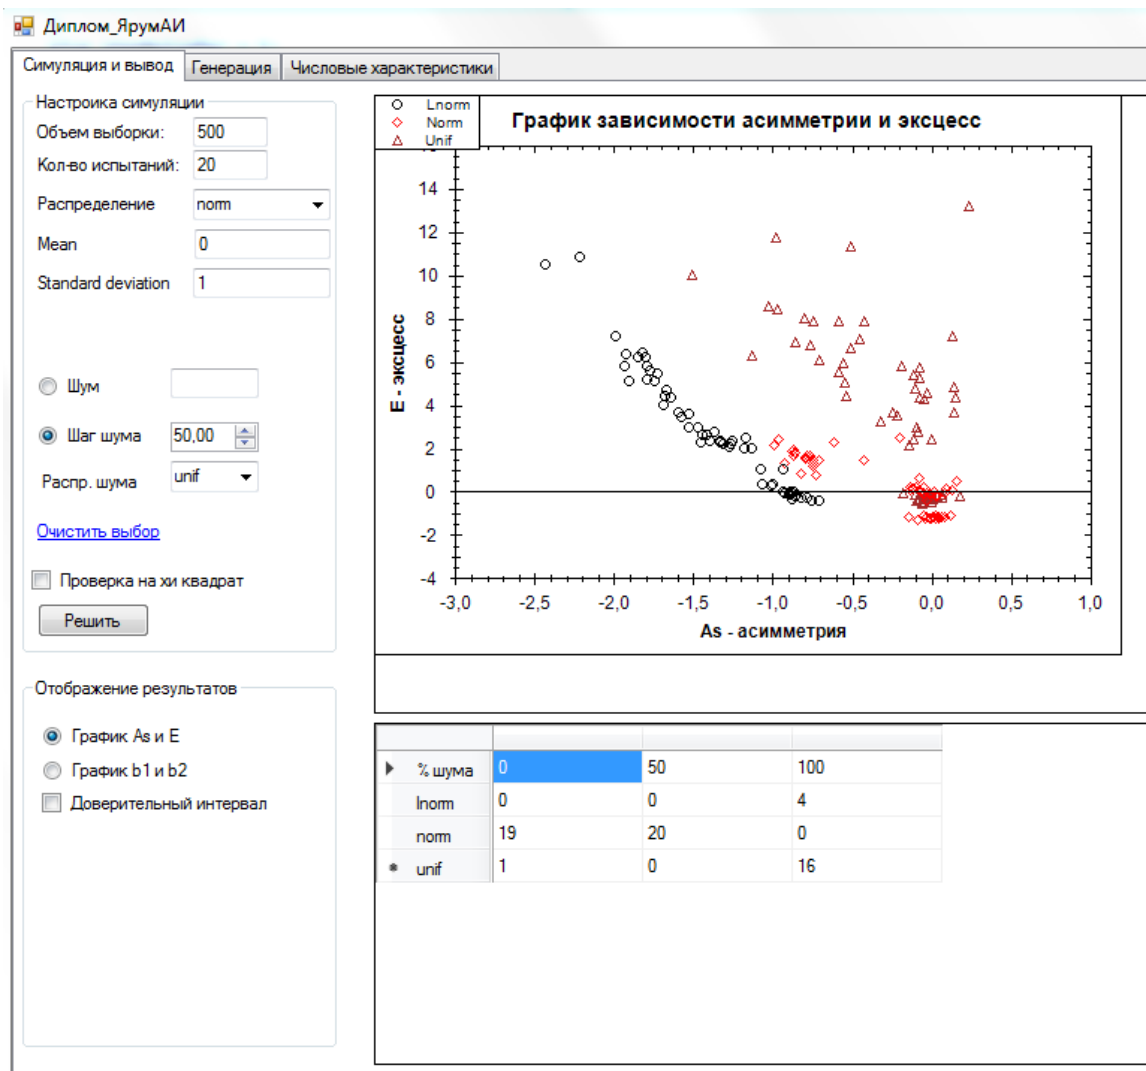 Диплом_ЯрумАИ
Симуляция и вывод Генерация Числовые характеристики
Настройка симуляции
Объем выборки: 500
Кол-во испытаний: 20
Распределение norm
Mean 0
Standard deviation 1
Шум
Шаг шума 50,00
Распр. шума unif
Очистить выбор
Проверка на хи квадрат
Решить
Отображение результатов
График As и E
График b1 и b2
Доверительный интервал
Lnorm
Norm
Unif
График зависимости асимметрии и эксцесс
E - эксцесс
14
12
10
8
6
4
2
0
-2
-4
-3,0 -2,5 -2,0 -1,5 -1,0 -0,5 0,0 0,5 1,0
As - асимметрия
% шума 0 50 100
lnorm 0 0 4
norm 19 20 0
unif 1 0 16